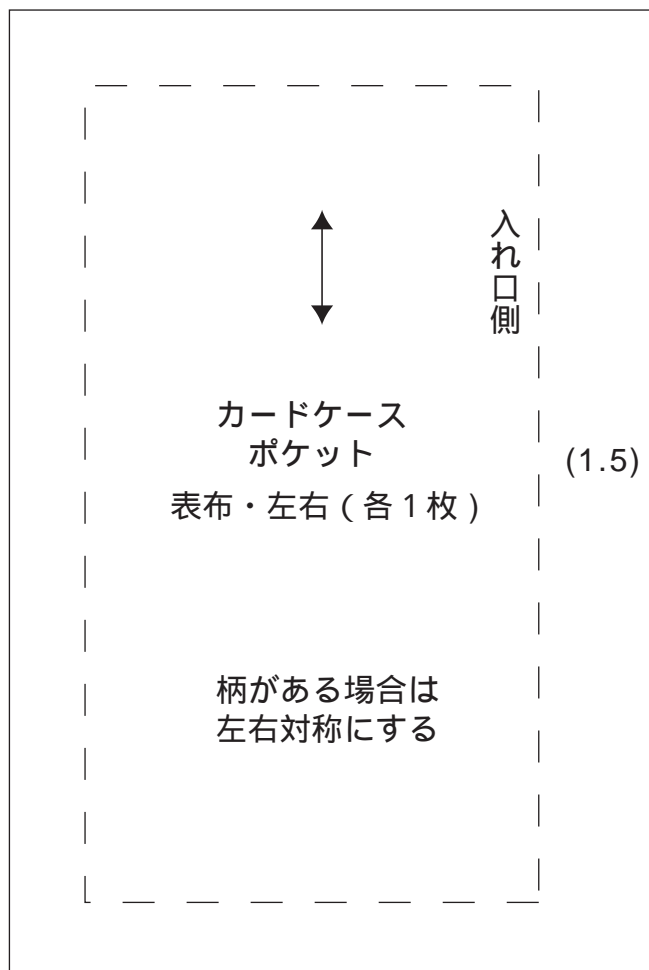 入れ口側
カードケース
ポケット
(1.5)
表布・左右(各1枚)
柄がある場合は
左右対称にする